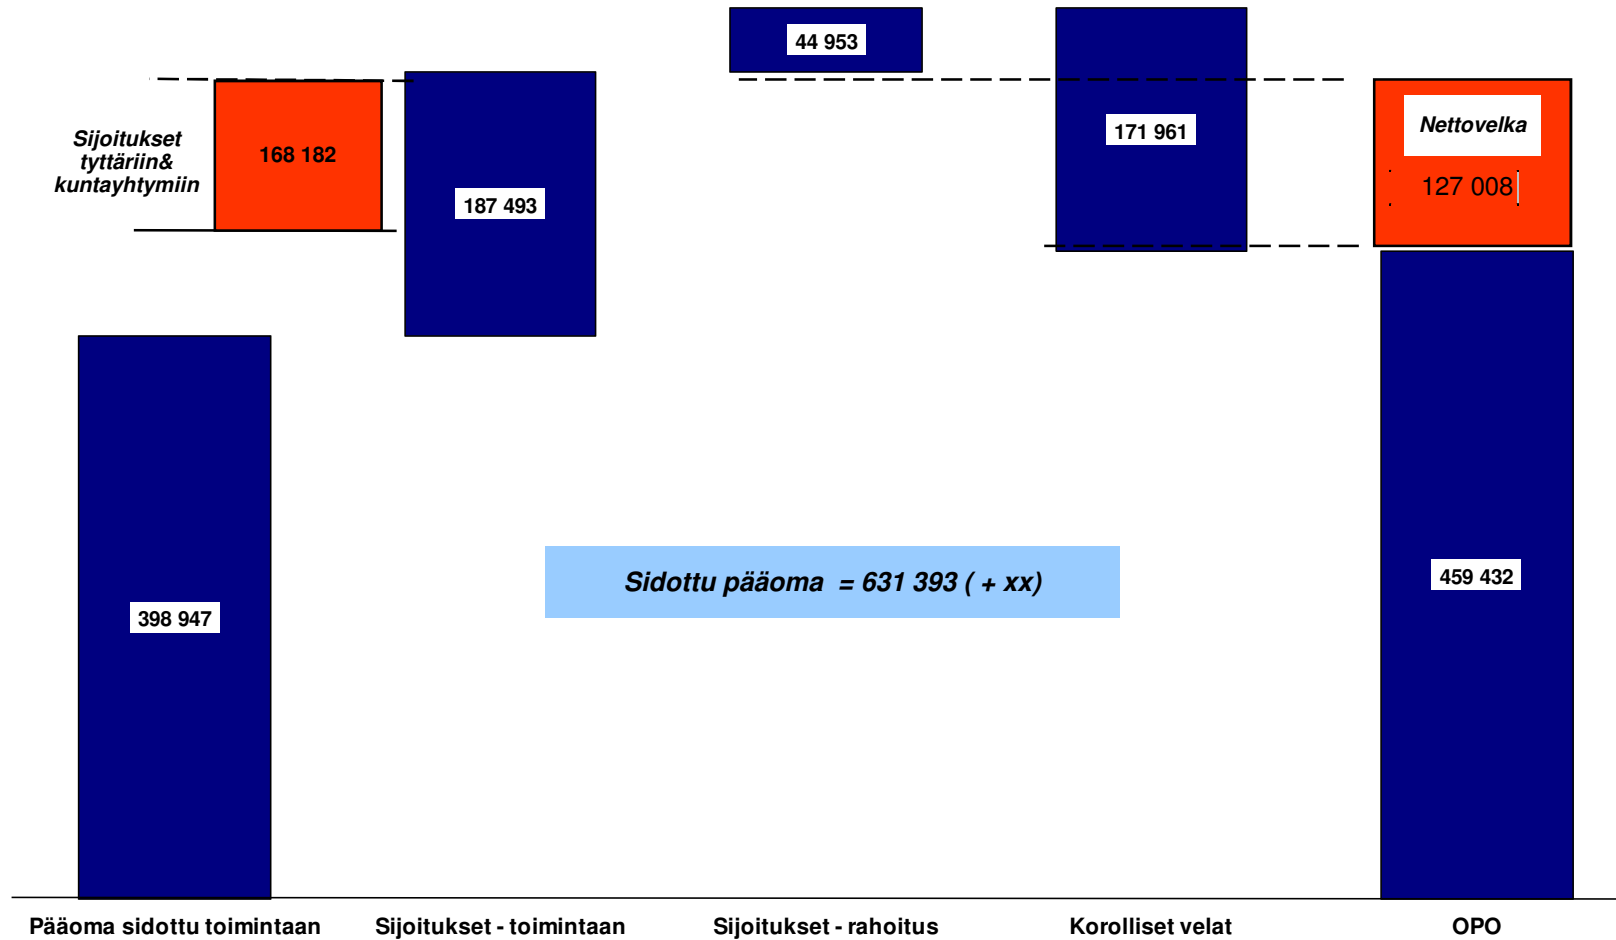 44 953
Sijoitukset
tyttäriin&
kuntayhtymiin
168 182
187 493
171 961
Nettovelka
127 008
398 947
Sidottu pääoma = 631 393 ( + xx)
459 432
Pääoma sidottu toimintaan
Sijoitukset - toimintaan
Sijoitukset - rahoitus
Korolliset velat
OPO